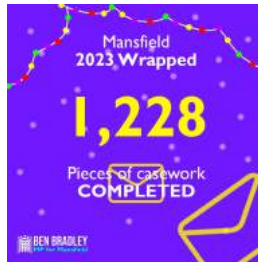 Mansfield
2023 Wrapped
1,228
Pieces of casework
COMPLETED
BEN BRADLEY
MP for Mansfield